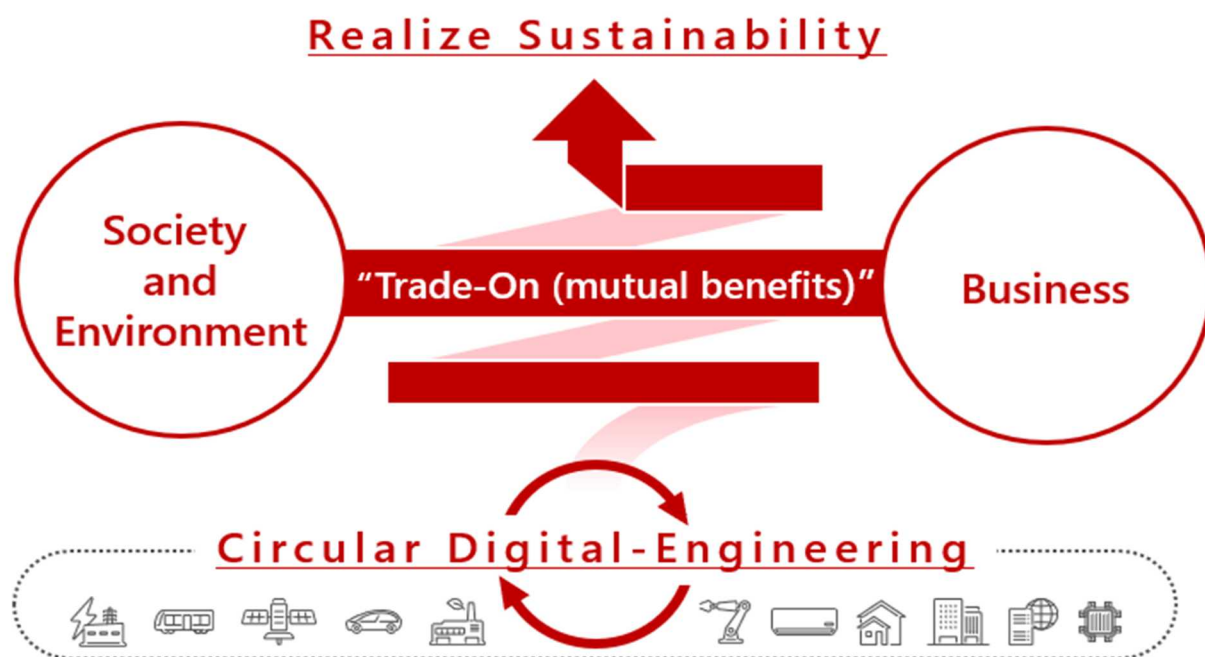 Realize Sustainability
Society
and
Environment
“Trade-On (mutual benefits)”
Business
Circular Digital-Engineering